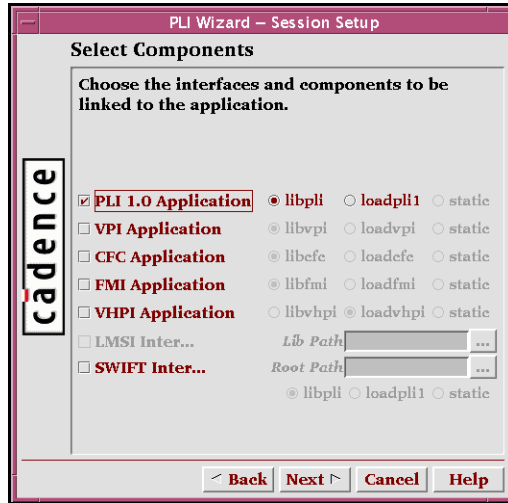 PLI Wizard – Session Setup
Select Components
Choose the interfaces and components to be
linked to the application.
cādence
PLI 1.0 Application libpli loadpli1 static
VPI Application libvpi loadvpi static
CFC Application libcfc loadcfc static
FMI Application libfmi loadfmi static
VHPI Application libvhpi loadvhpi static
LMSI Inter... Lib Path ...
SWIFT Inter... Root Path ...
libpli loadpli1 static
Back Next Cancel Help